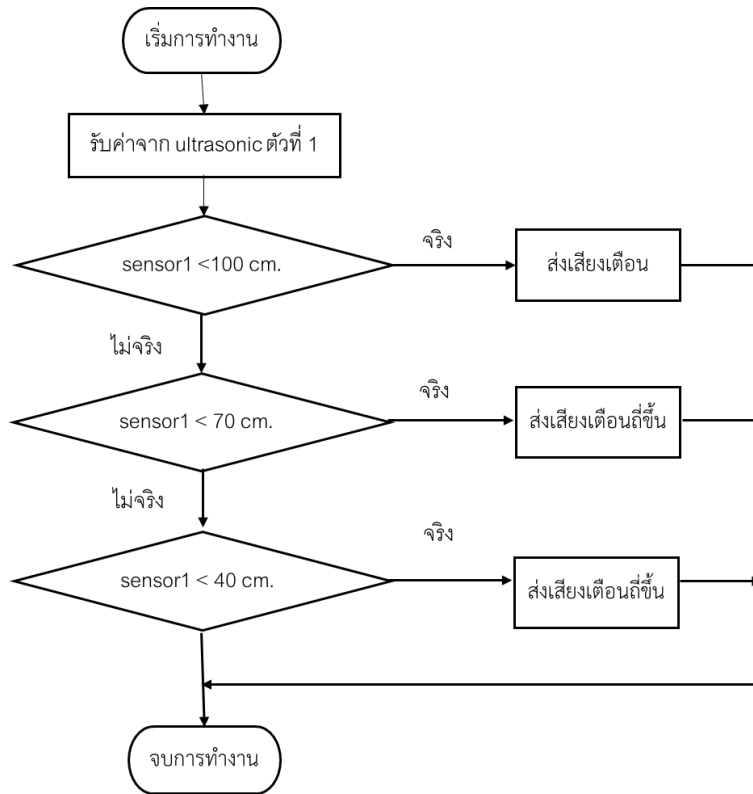 เริ่มการทำงาน
รับค่าจาก ultrasonic ตัวที่ 1
sensor1 <100 cm.
จริง
ส่งเสียงเตือน
ไม่จริง
sensor1 < 70 cm.
จริง
ส่งเสียงเตือนถี่ขึ้น
ไม่จริง
sensor1 < 40 cm.
จริง
ส่งเสียงเตือนถี่ขึ้น
จบการทำงาน